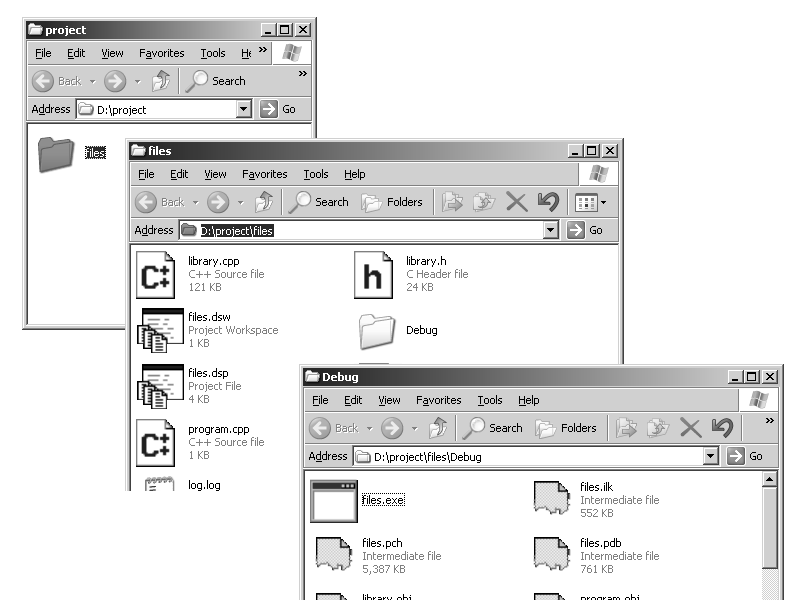 project
File Edit View Favorites Tools He »
Back Search »
Address D:\project Go
files
files
File Edit View Favorites Tools Help
Back Search Folders
Address D:\project\files Go
library.cpp
C++ Source file
121 KB
library.h
C Header file
24 KB
files.dsw
Project Workspace
1 KB
Debug
files.dsp
Project File
4 KB
program.cpp
C++ Source file
1 KB
log.log
Debug
File Edit View Favorites Tools Help
Back Search Folders »
Address D:\project\files\Debug Go
files.exe
files.ilk
Intermediate file
552 KB
files.pch
Intermediate file
5,387 KB
files.pdb
Intermediate file
761 KB
library.obj
program.obj